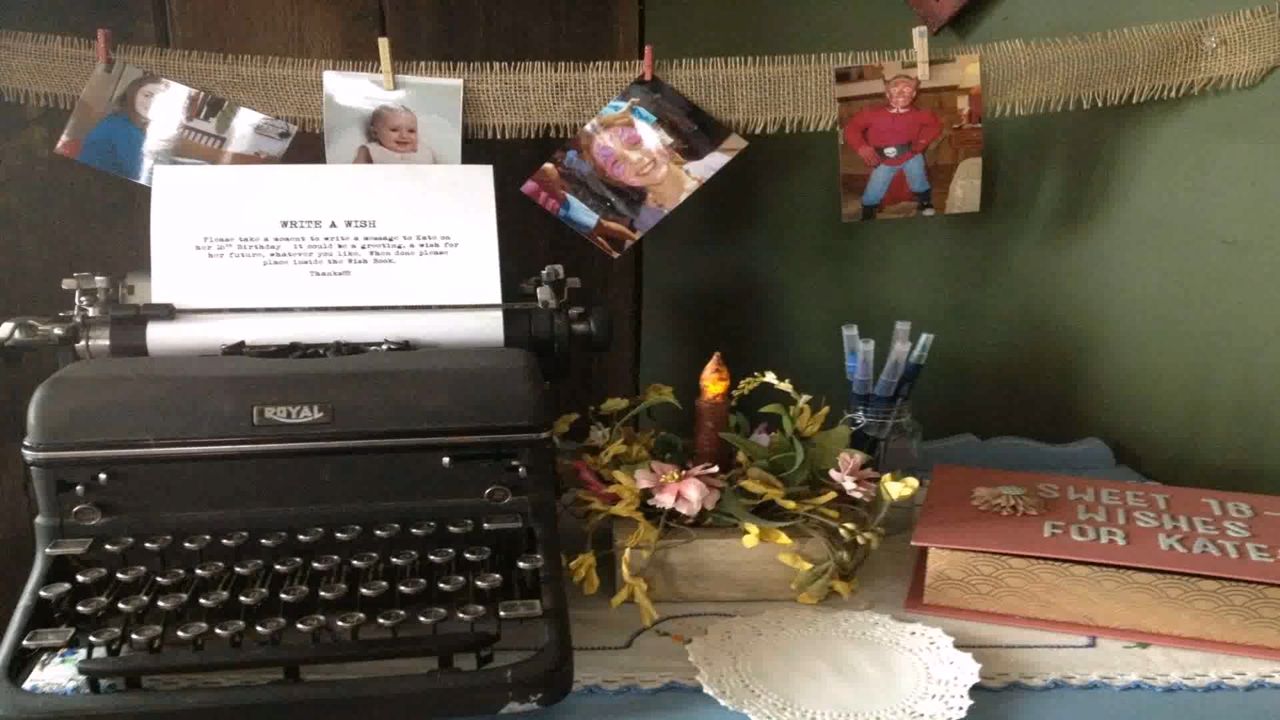 WRITE A WISH
Please take a moment to write a message to Kate on
her 16ᵗʰ Birthday. It could be a greeting, a wish for
her future, whatever you like. When done please
place inside the Wish Book.
Thanks
ROYAL
SWEET 16 -
WISHES
FOR KATE